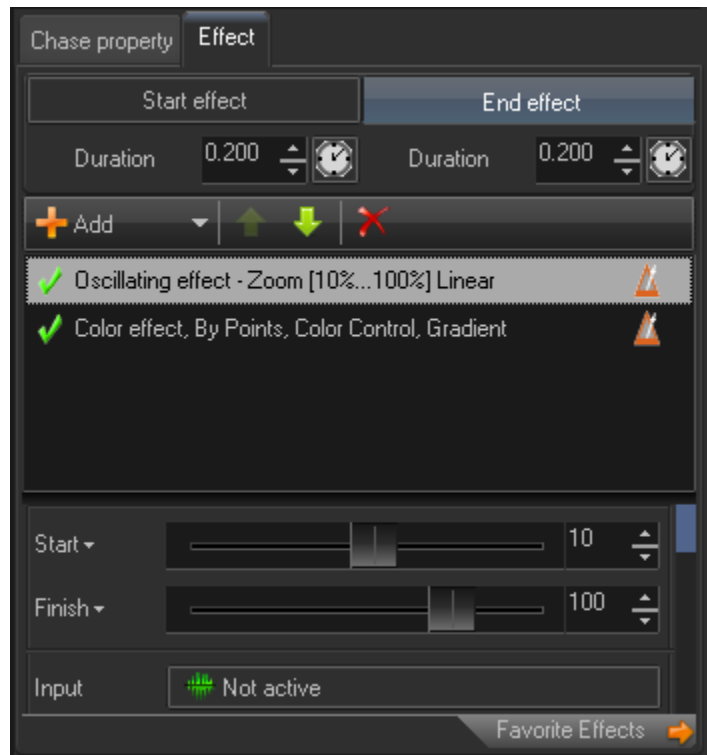 Chase property Effect
Start effect End effect
Duration 0.200 Duration 0.200
Add
Oscillating effect - Zoom [10%...100%] Linear
Color effect, By Points, Color Control, Gradient
Start 10
Finish 100
Input Not active
Favorite Effects